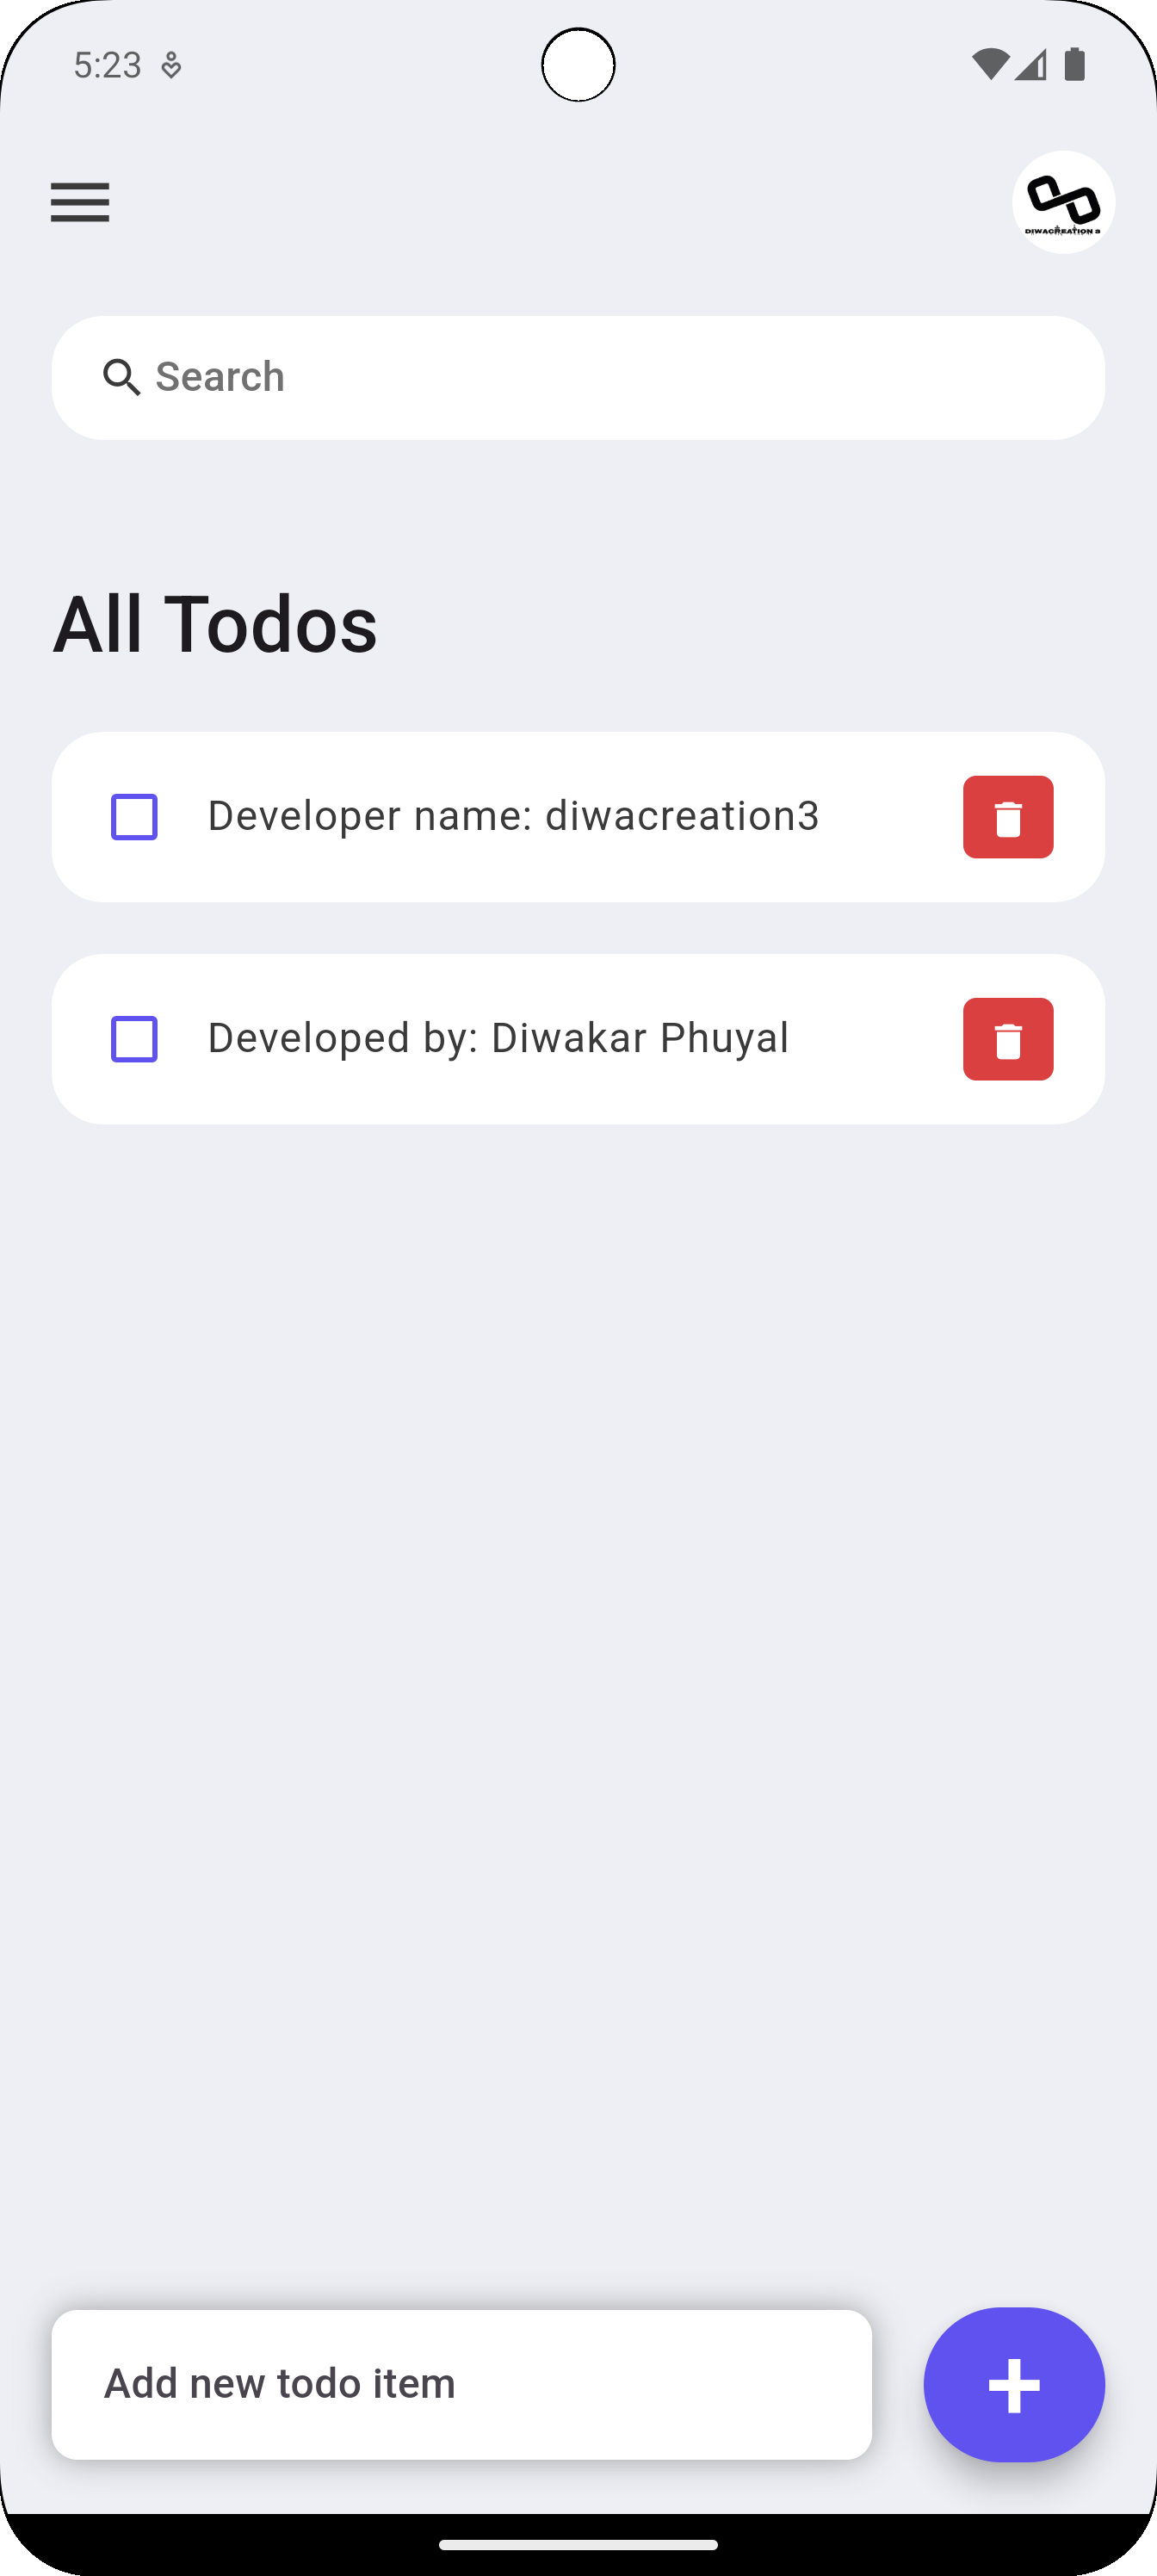 5:23
DIWACREATION 3
Search
All Todos
Developer name: diwacreation3
Developed by: Diwakar Phuyal
Add new todo item